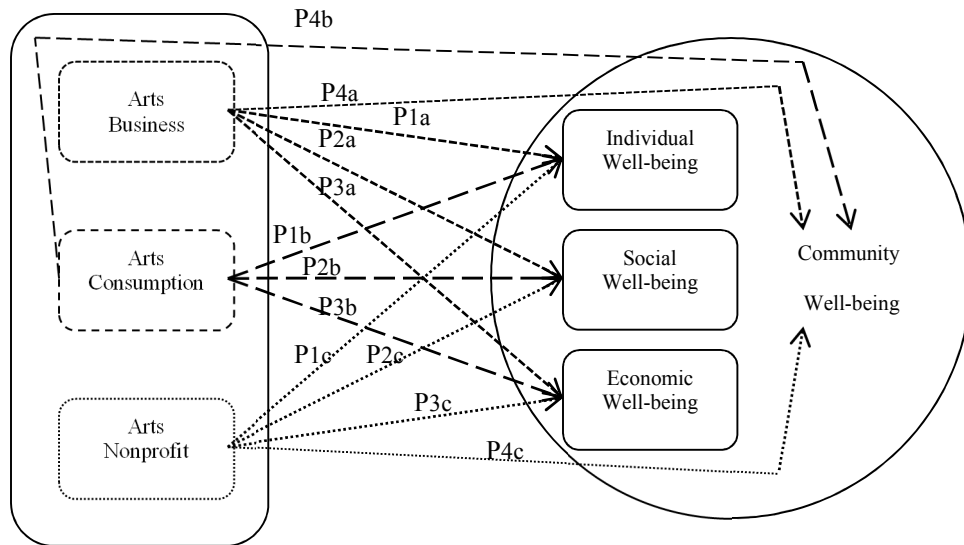 P4b
Arts
Business
P4a
P1a
P2a
P3a
Individual
Well-being
P1b
Arts
Consumption
P2b
P3b
Social
Well-being
Community
Well-being
P1c
P2c
Economic
Well-being
Arts
Nonprofit
P3c
P4c